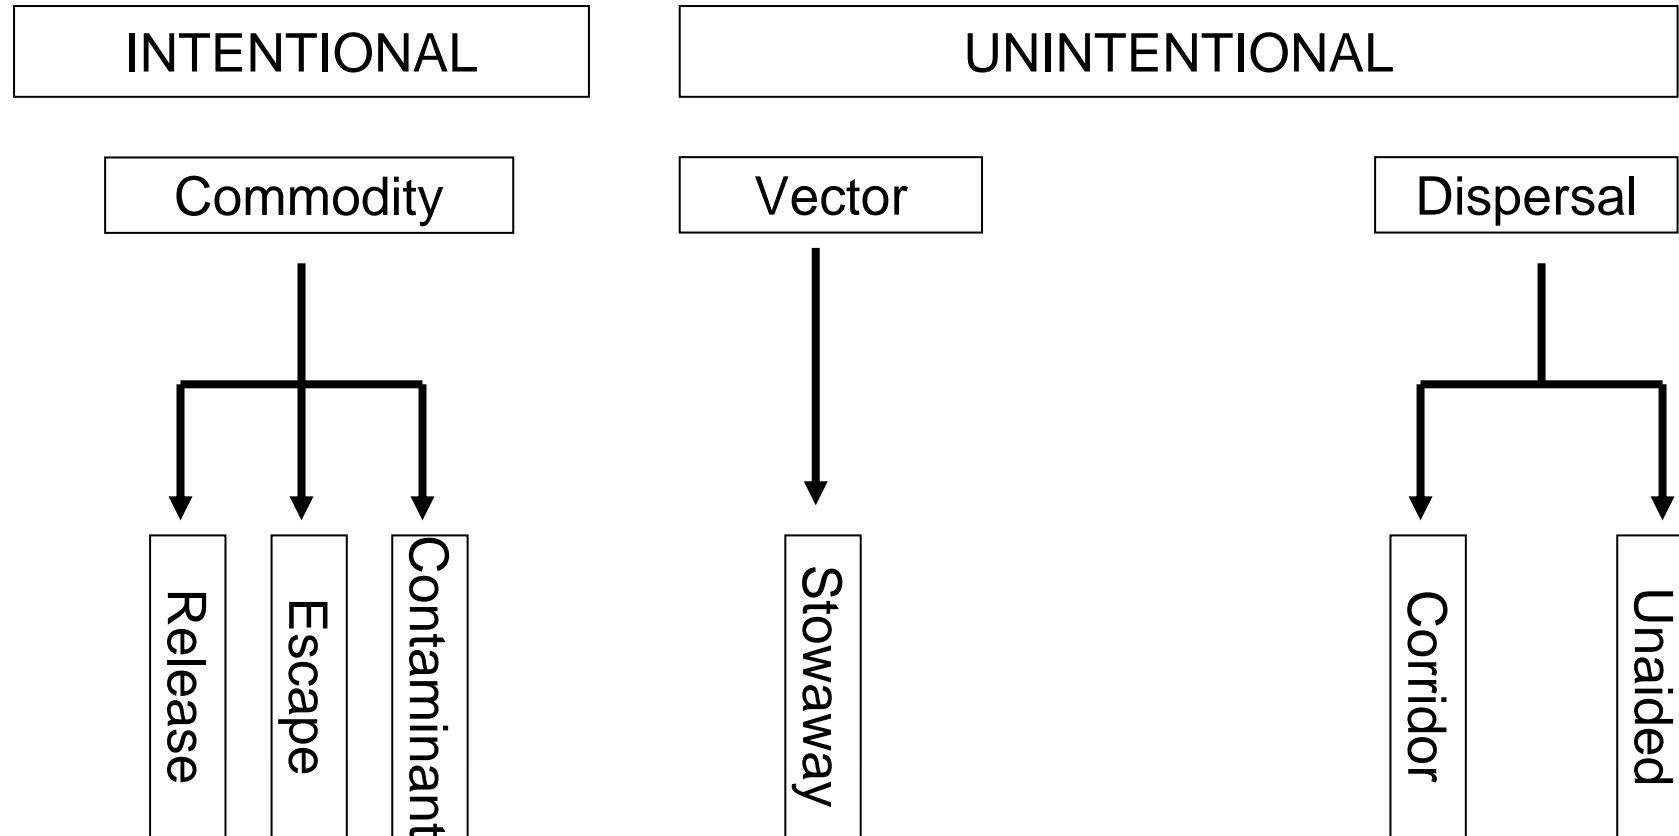 INTENTIONAL
UNINTENTIONAL
Commodity
Vector
Dispersal
Release
Escape
Contaminant
Stowaway
Corridor
Unaided